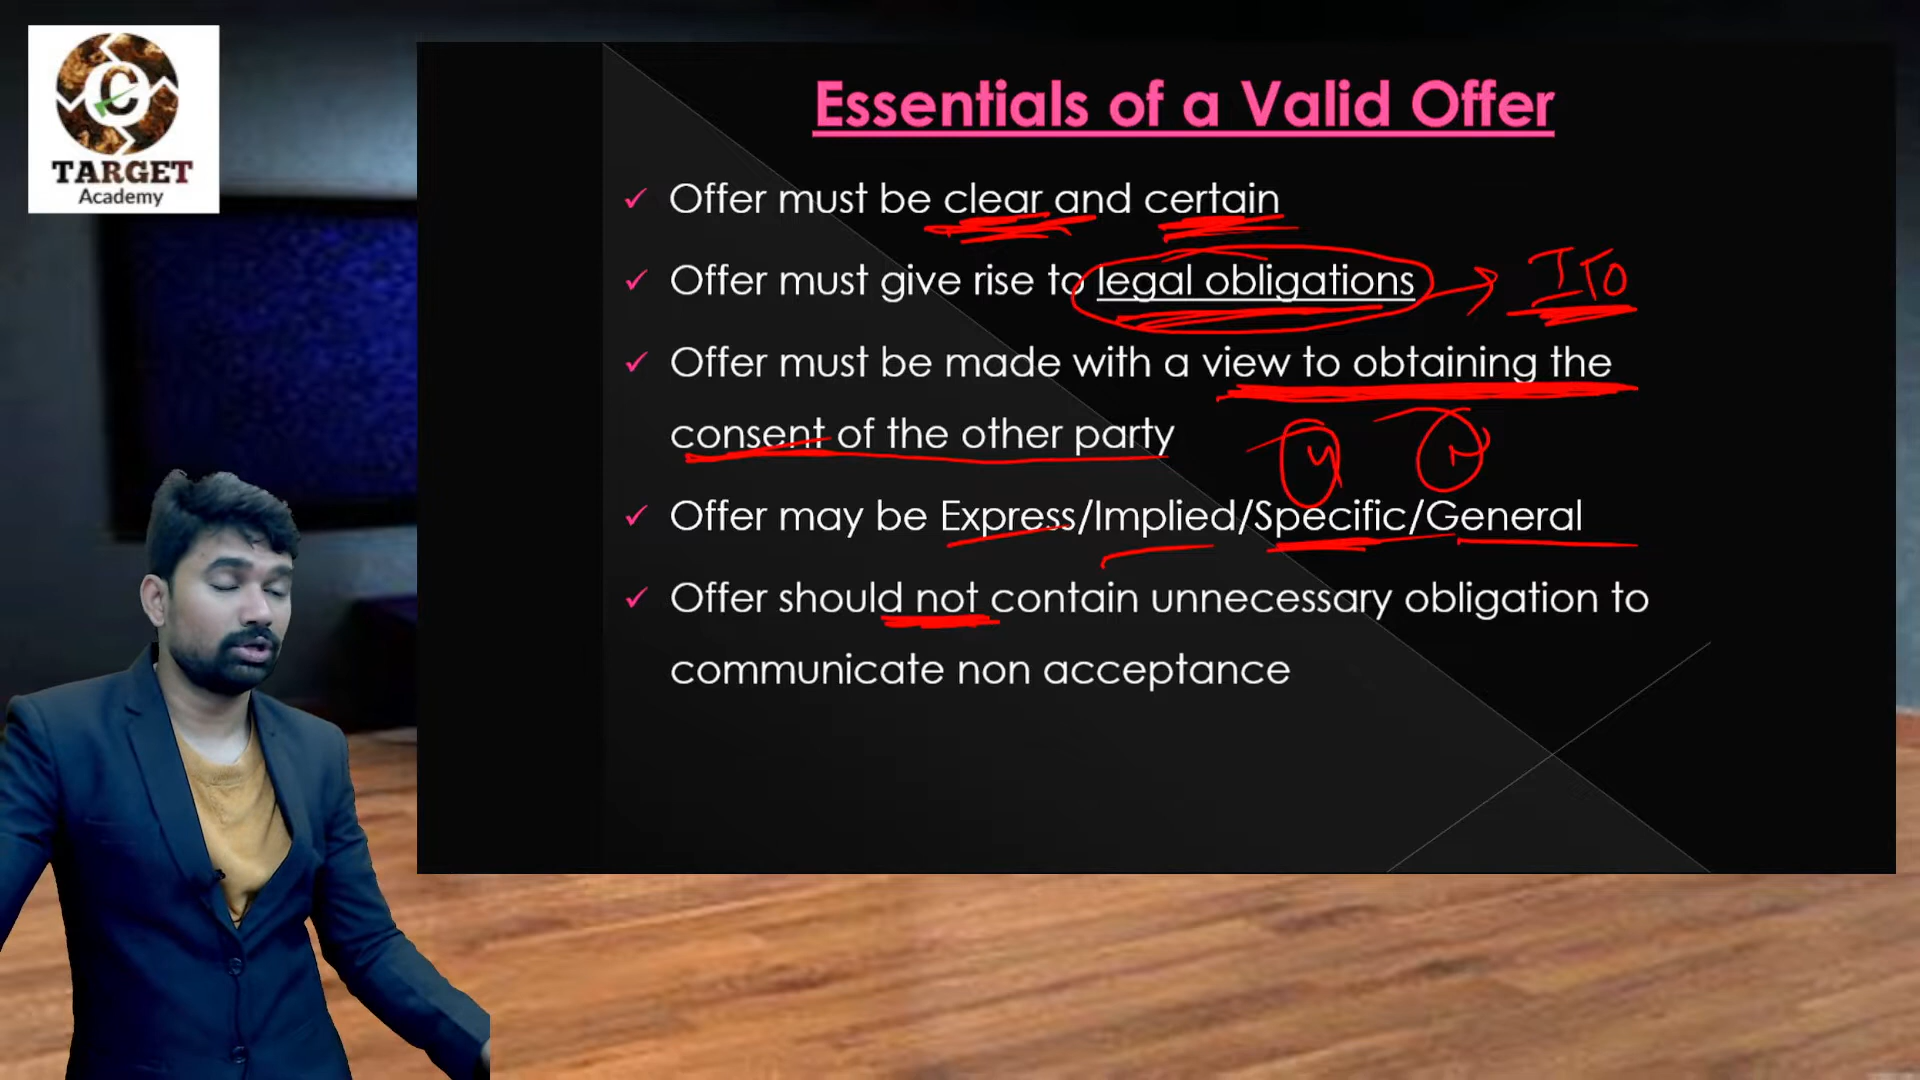 TARGET
Academy
Essentials of a Valid Offer
✓ Offer must be clear and certain
✓ Offer must give rise to legal obligations → ITO
✓ Offer must be made with a view to obtaining the
consent of the other party
Y N
✓ Offer may be Express/Implied/Specific/General
✓ Offer should not contain unnecessary obligation to
communicate non acceptance